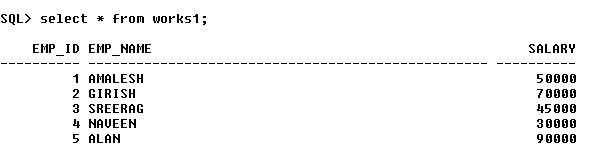 SQL> select * from works1;
EMP_ID EMP_NAME SALARY
---------- -------------------------------------------------- ----------
1 AMALESH 50000
2 GIRISH 70000
3 SREERAG 45000
4 NAVEEN 30000
5 ALAN 90000